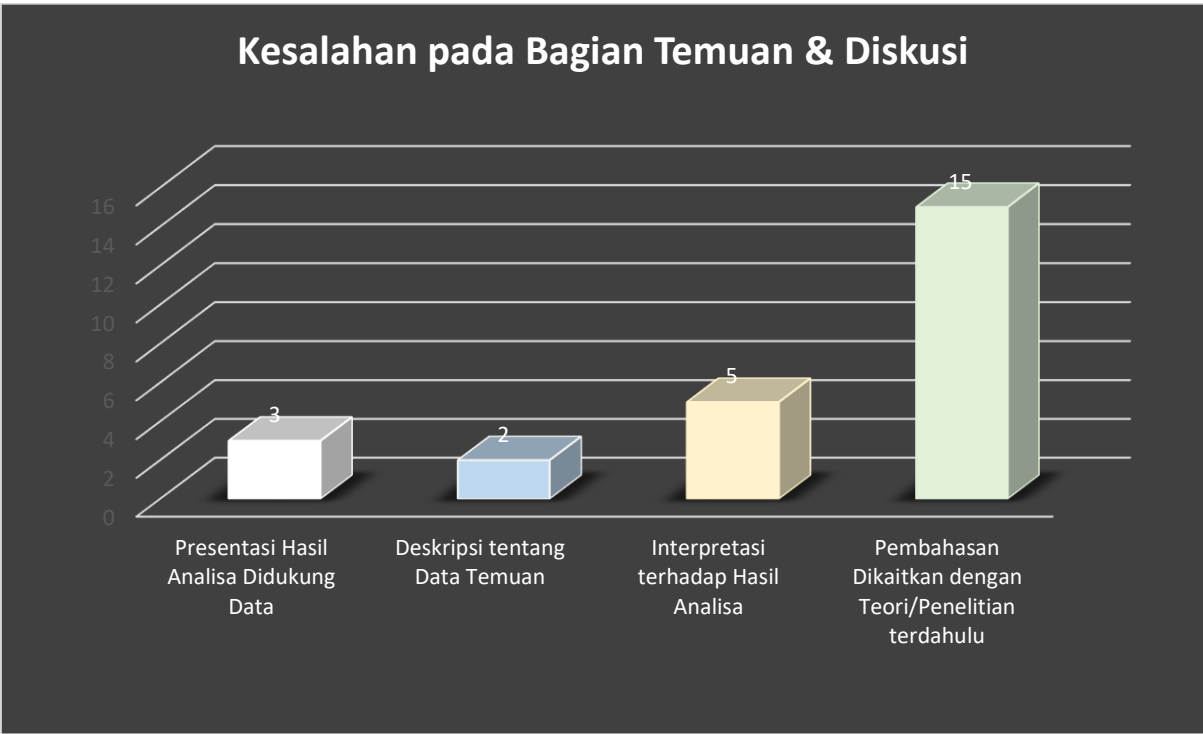 Kesalahan pada Bagian Temuan & Diskusi
16
14
12
10
8
6
4
2
0
3
2
5
15
Presentasi Hasil
Analisa Didukung
Data
Deskripsi tentang
Data Temuan
Interpretasi
terhadap Hasil
Analisa
Pembahasan
Dikaitkan dengan
Teori/Penelitian
terdahulu